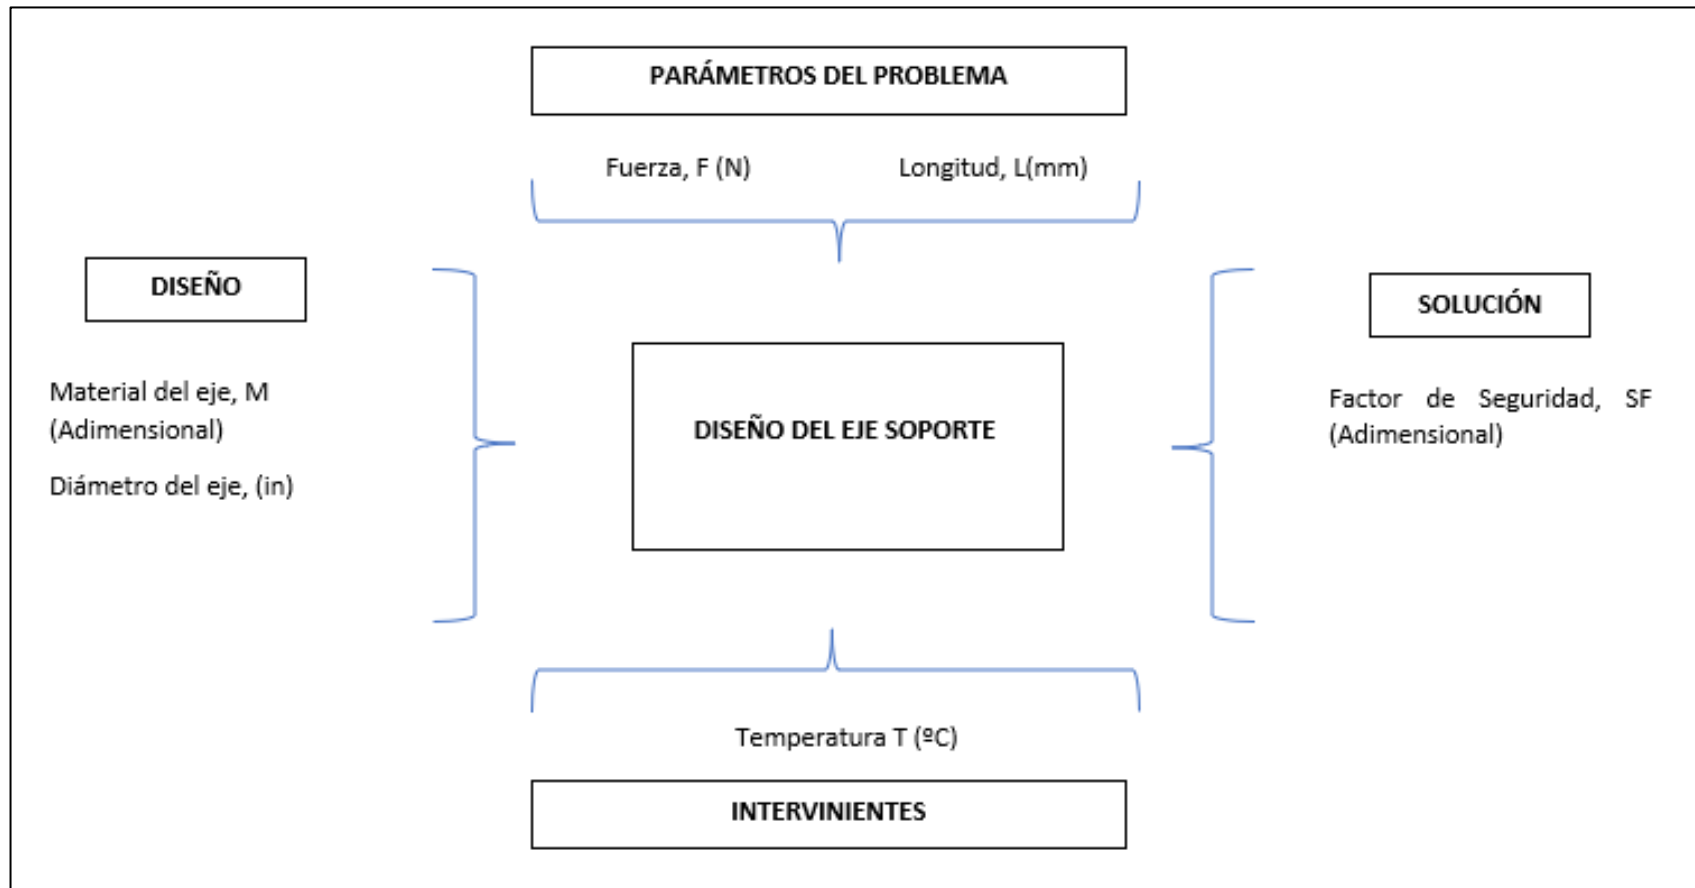 PARÁMETROS DEL PROBLEMA
Fuerza, F (N)
Longitud, L(mm)
DISEÑO
Material del eje, M
(Adimensional)
Diámetro del eje, (in)
DISEÑO DEL EJE SOPORTE
SOLUCIÓN
Factor de Seguridad, SF
(Adimensional)
Temperatura T (ºC)
INTERVINIENTES